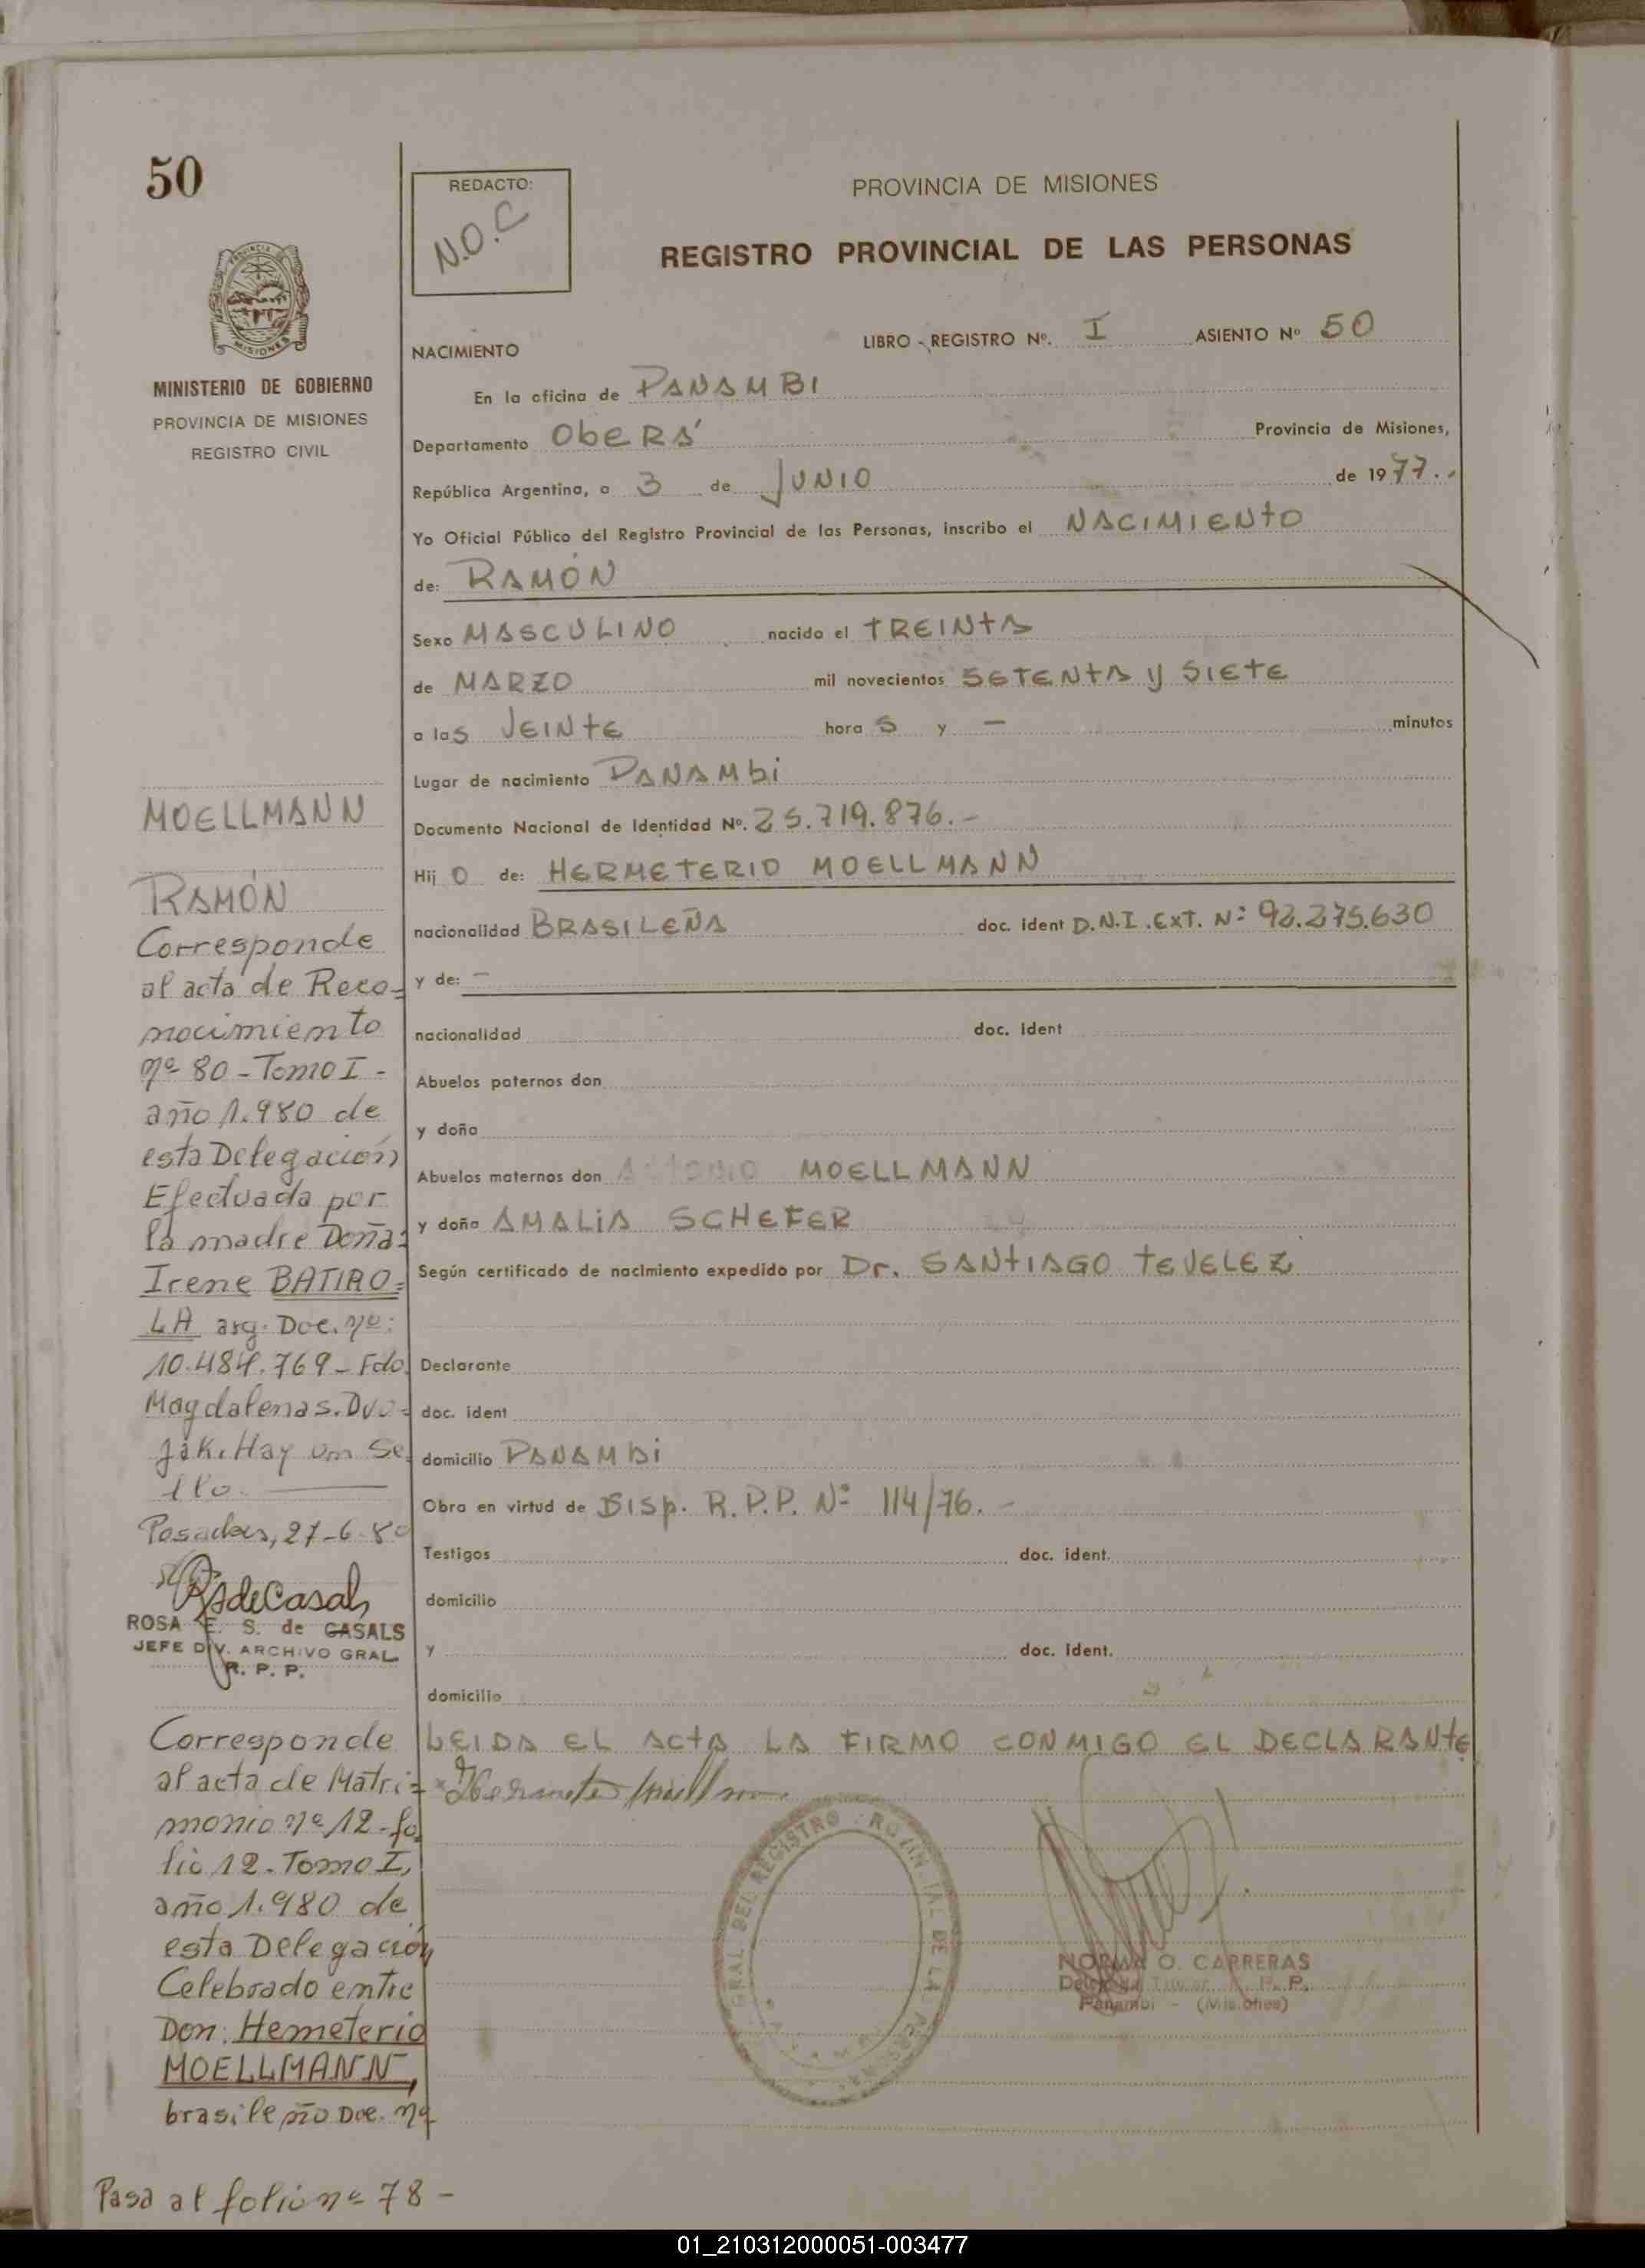 50
MINISTERIO DE GOBIERNO
PROVINCIA DE MISIONES
REGISTRO CIVIL
REDACTO:
N.O.C
PROVINCIA DE MISIONES
REGISTRO PROVINCIAL DE LAS PERSONAS
NACIMIENTO LIBRO - REGISTRO Nº. I ASIENTO Nº 50
En la oficina de PANAMBI
Departamento ObERÁ Provincia de Misiones,
República Argentina, a 3 de JUNIO de 1977.-
Yo Oficial Público del Registro Provincial de las Personas, inscribo el NACIMIENTO
de: RAMÓN
Sexo MASCULINO nacido el TREINTA
de MARZO mil novecientos SETENTA y SIETE
a las VEINTE hora S y - minutos
Lugar de nacimiento PANAMbi
Documento Nacional de Identidad Nº. 25.719.876.-
Hij O de: HERMETERIO MOELLMANN
nacionalidad BRASILEÑA doc. ident D.N.I.EXT. Nº 92.275.630
y de: -
nacionalidad doc. ident
Abuelos paternos don
y doña
Abuelos maternos don ANTONIO MOELLMANN
y doña AMALIA SCHEFER
Según certificado de nacimiento expedido por Dr. SANTIAGO TEVELEZ
Declarante
doc. ident
domicilio PANAMbi
Obra en virtud de DISp. R.P.P. Nº 114/76.-
Testigos doc. ident.
domicilio
y doc. ident.
domicilio
LEIDA EL ACTA LA FIRMO CONMIGO EL DECLARANTE
NORMA O. CARRERAS
R. P. P.
Panambi - (Misiones)
MOELLMANN
RAMÓN
Corresponde
al acta de Reco-
nocimiento
nº 80 - Tomo I -
año 1.980 de
esta Delegación
Efectuada por
la madre Doña:
Irene BATIRO=
LA arg. Doc. nº:
10.484.769 - Fdo
Magdalena S. Dvo=
jak. Hay un Se
llo.
Posadas, 27-6-80
ROSA E. S. de CASALS
JEFE DIV. ARCHIVO GRAL.
R. P. P.
Corresponde
al acta de Matri=
monio nº 12 - fo
lio 12 - Tomo I,
año 1.980 de
esta Delegación
Celebrado entre
Don: Hemeterio
MOELLMANN,
brasileño Doc. nº
Pasa al folio nº 78 -
01_210312000051-003477